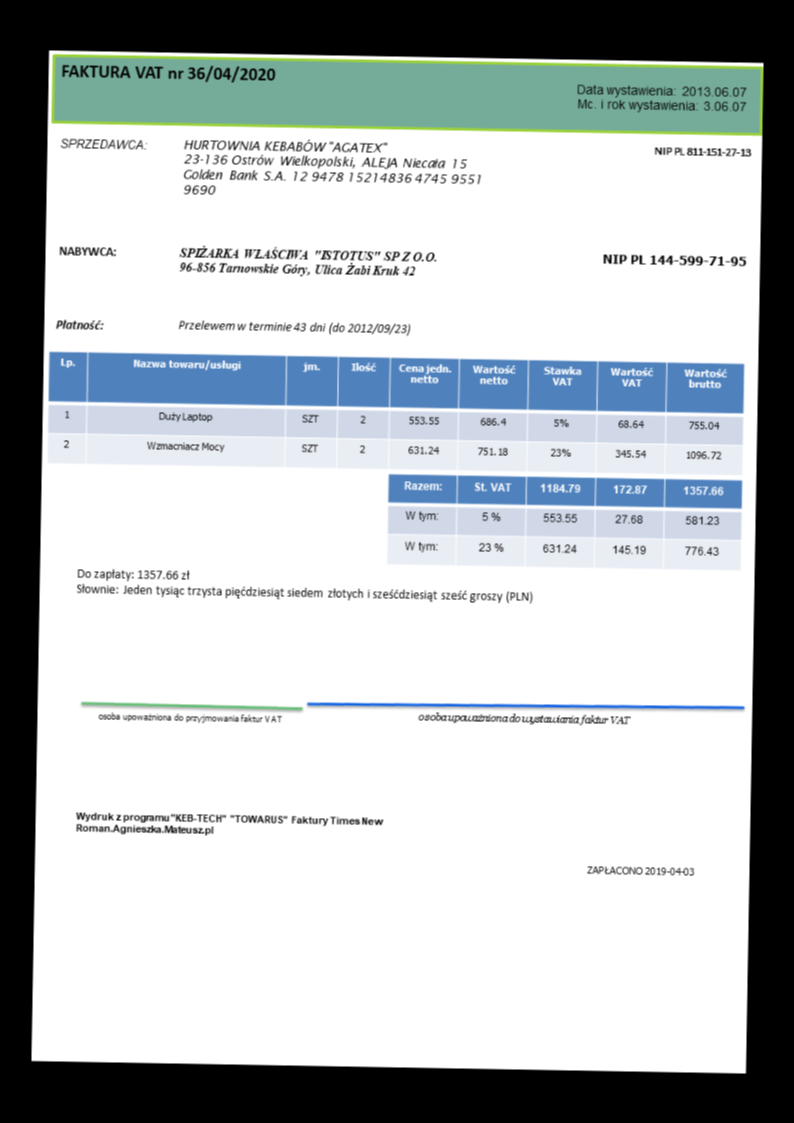 FAKTURA VAT nr 36/04/2020
Data wystawienia: 2013.06.07
Mc. i rok wystawienia: 3.06.07
SPRZEDAWCA: HURTOWNIA KEBABÓW "AGATEX" NIP PL 811-151-27-13
23-136 Ostrów Wielkopolski, ALEJA Niecała 15
Golden Bank S.A. 12 9478 15214836 4745 9551
9690
NABYWCA: SPIŻARKA WŁAŚCIWA "ISTOTUS" SP Z O.O. NIP PL 144-599-71-95
96-856 Tarnowskie Góry, Ulica Żabi Kruk 42
Płatność: Przelewem w terminie 43 dni (do 2012/09/23)
Lp. Nazwa towaru/usługi jm. Ilość Cena jedn. netto Wartość netto Stawka VAT Wartość VAT Wartość brutto
1 Duży Laptop SZT 2 553.55 686.4 5% 68.64 755.04
2 Wzmacniacz Mocy SZT 2 631.24 751.18 23% 345.54 1096.72
Razem: St. VAT 1184.79 172.87 1357.66
W tym: 5 % 553.55 27.68 581.23
W tym: 23 % 631.24 145.19 776.43
Do zapłaty: 1357.66 zł
Słownie: Jeden tysiąc trzysta pięćdziesiąt siedem złotych i sześćdziesiąt sześć groszy (PLN)
osoba upoważniona do przyjmowania faktur VAT osoba upoważniona do wystawiania faktur VAT
Wydruk z programu "KEB-TECH" "TOWARUS" Faktury Times New
Roman.Agnieszka.Mateusz.pl
ZAPŁACONO 2019-04-03